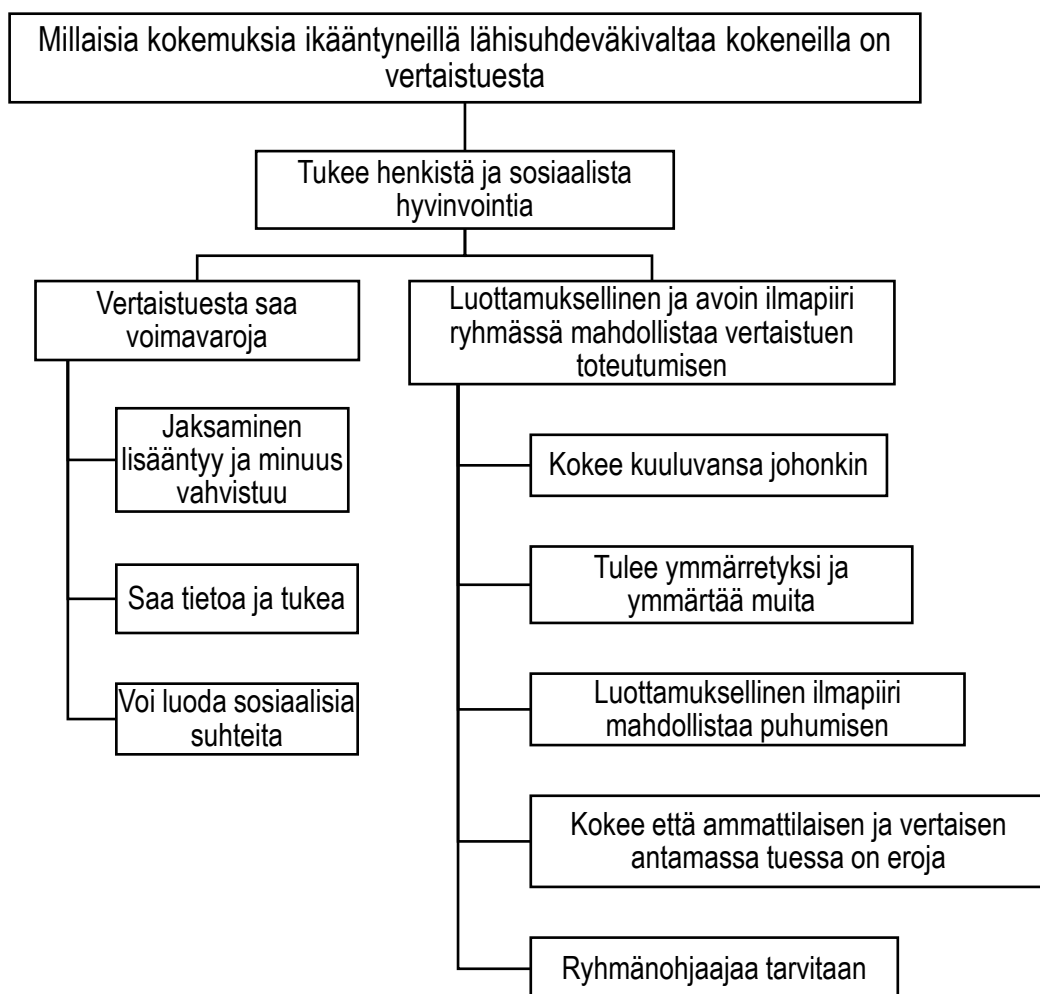 Millaisia kokemuksia ikääntyneillä lähisuhdeväkivaltaa kokeneilla on
vertaistuesta
Tukee henkistä ja sosiaalista
hyvinvointia
Vertaistuesta saa
voimavaroja
Jaksaminen
lisääntyy ja minuus
vahvistuu
Saa tietoa ja tukea
Voi luoda sosiaalisia
suhteita
Luottamuksellinen ja avoin ilmapiiri
ryhmässä mahdollistaa vertaistuen
toteutumisen
Kokee kuuluvansa johonkin
Tulee ymmärretyksi ja
ymmärtää muita
Luottamuksellinen ilmapiiri
mahdollistaa puhumisen
Kokee että ammattilaisen ja vertaisen
antamassa tuessa on eroja
Ryhmänohjaajaa tarvitaan